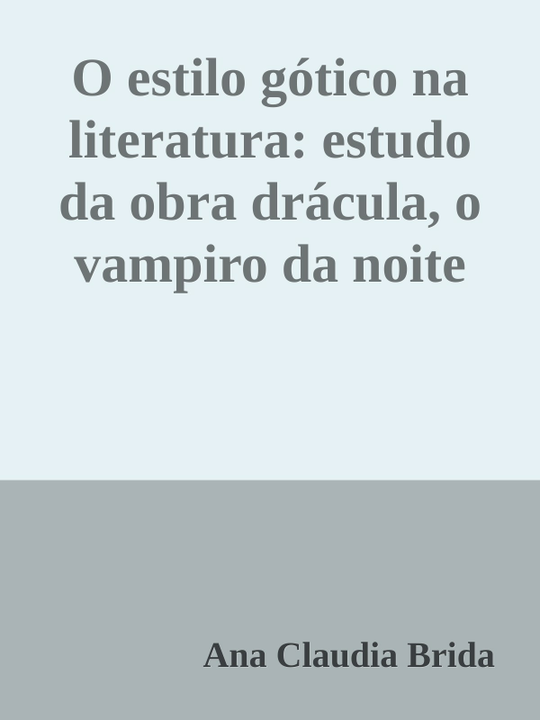 O estilo gótico na
literatura: estudo
da obra drácula, o
vampiro da noite
Ana Claudia Brida